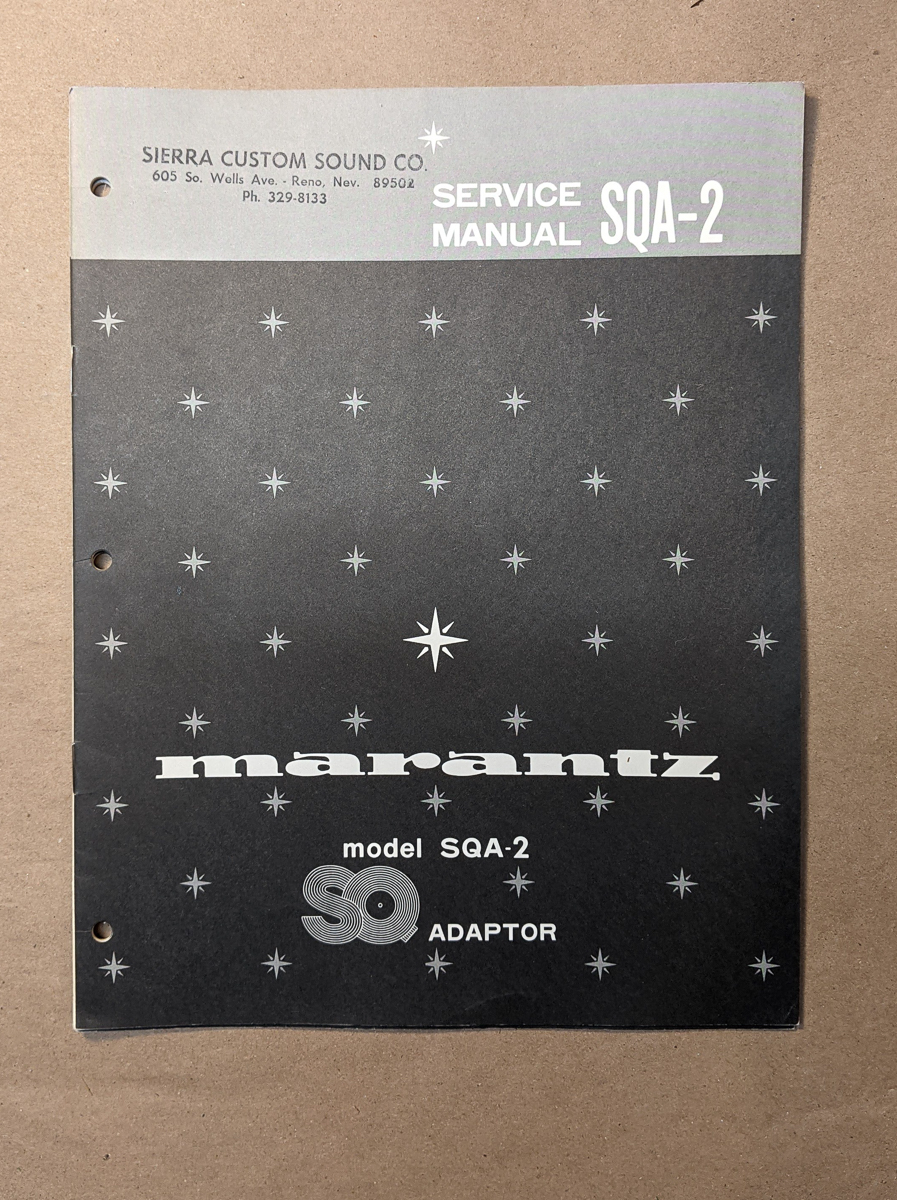 SIERRA CUSTOM SOUND CO.
605 So. Wells Ave. - Reno, Nev. 89502
Ph. 329-8133
SERVICE
MANUAL SQA-2
marantz
model SQA-2
SQ ADAPTOR